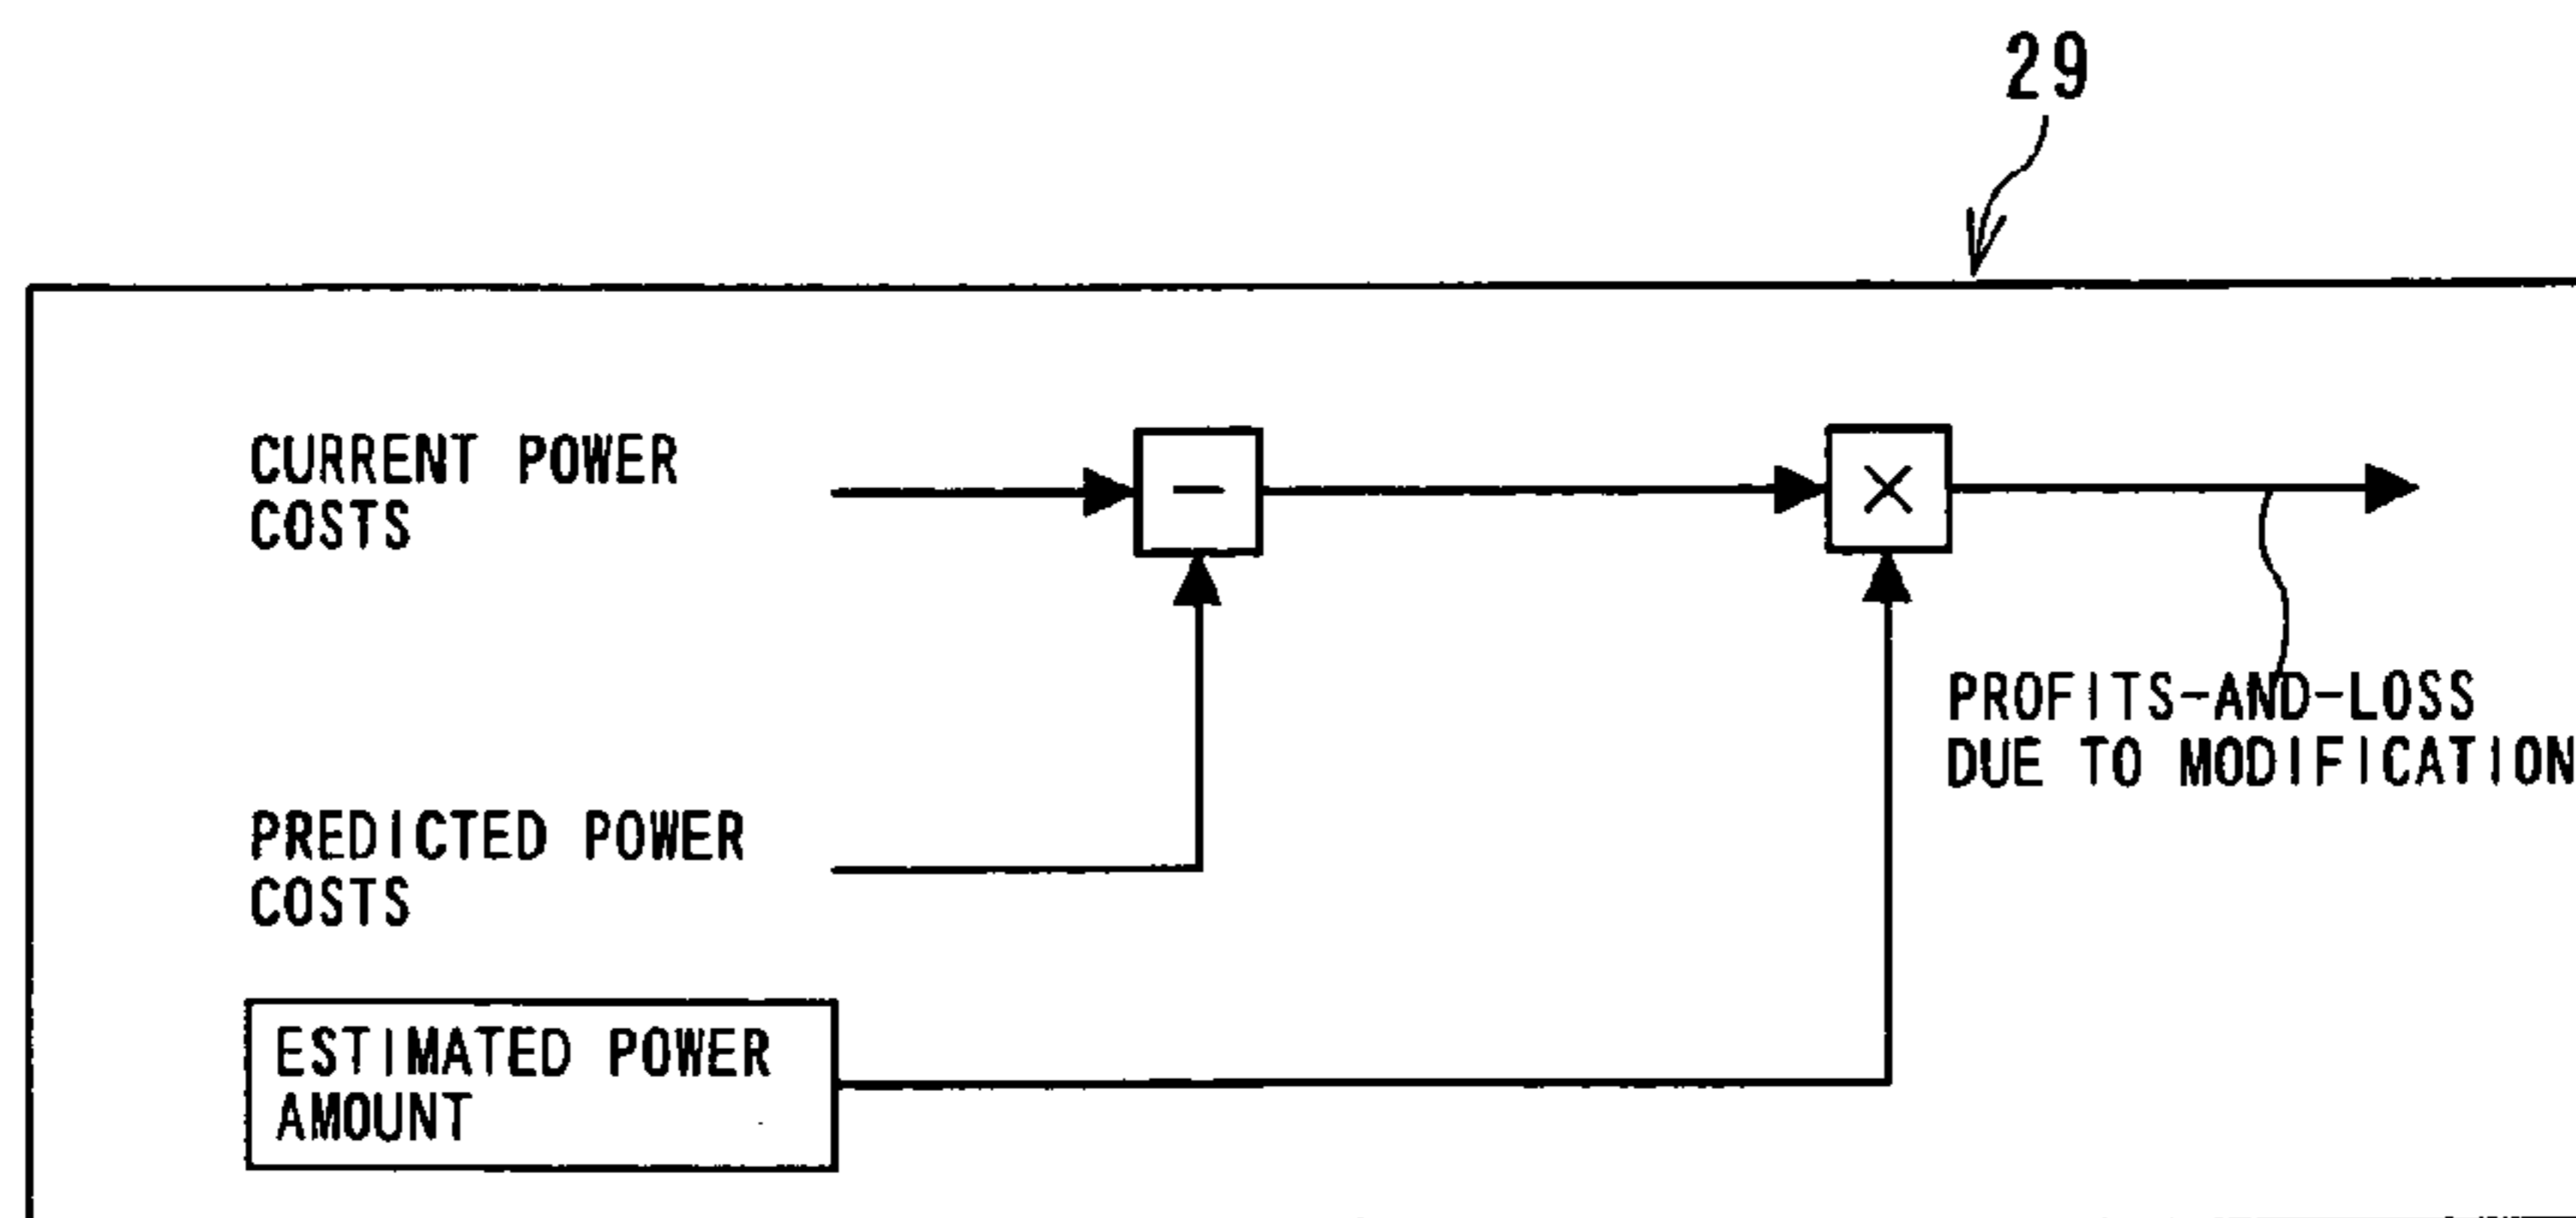 29
CURRENT POWER
COSTS
−
×
PROFITS-AND-LOSS
DUE TO MODIFICATION
PREDICTED POWER
COSTS
ESTIMATED POWER
AMOUNT